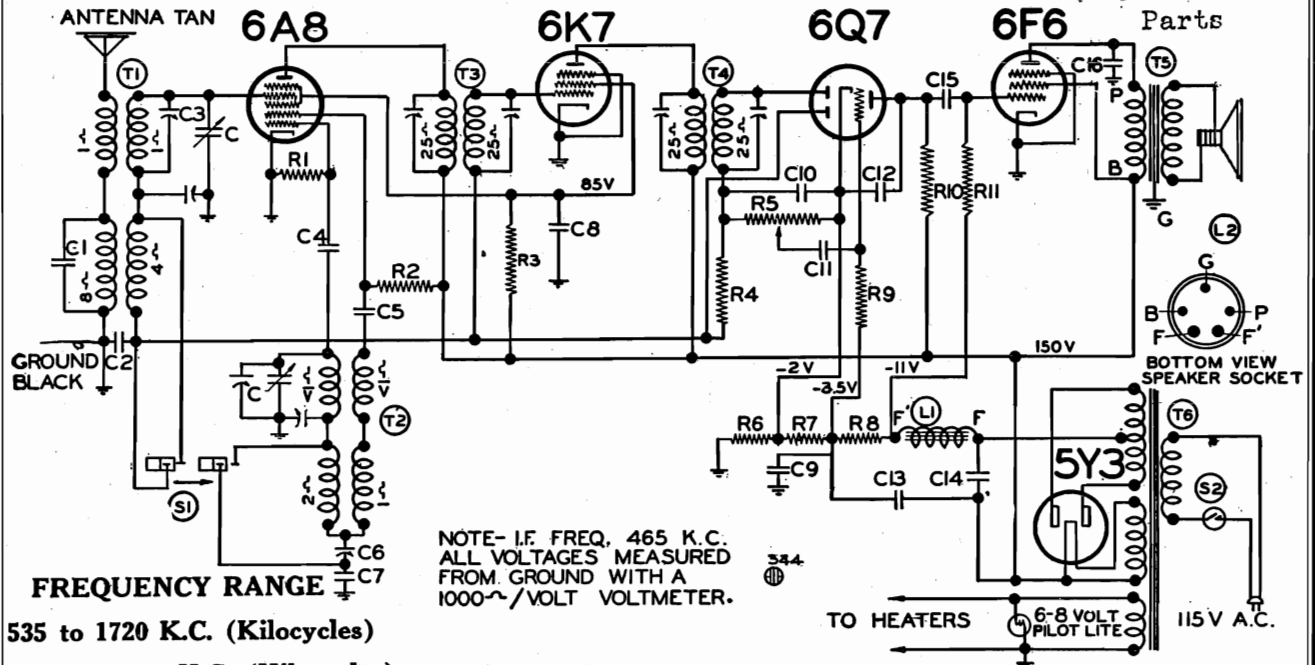 ANTENNA TAN
6A8
6K7
6Q7
6F6
Parts
T1
C3
C
T3
T4
C15
C16
T5
P
B
G
1~
1~
25~
25~
25~
25~
R1
85V
C10
C12
R10
R11
C1
8~
4~
C4
R3
C8
R5
C11
L2
G
B
P
F
F'
R2
C5
R4
R9
GROUND
BLACK
C2
150V
BOTTOM VIEW
SPEAKER SOCKET
C
T2
-2V
-3.5V
-11V
R6
R7
R8
F'
L1
F
T6
C9
C13
C14
5Y3
S2
S1
2~
1~
C6
C7
NOTE- I.F. FREQ. 465 K.C.
ALL VOLTAGES MEASURED
FROM GROUND WITH A
1000~/VOLT VOLTMETER.
344
FREQUENCY RANGE
535 to 1720 K.C. (Kilocycles)
TO HEATERS
6-8 VOLT
PILOT LITE
115V A.C.